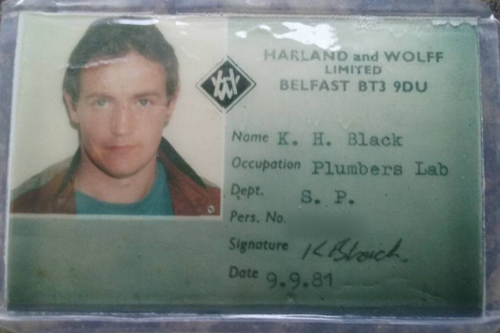 HARLAND and WOLFF
LIMITED
BELFAST BT3 9DU
Name K. H. Black
Occupation Plumbers Lab
Dept. S. P.
Pers. No.
Signature K Black.
Date 9.9.81